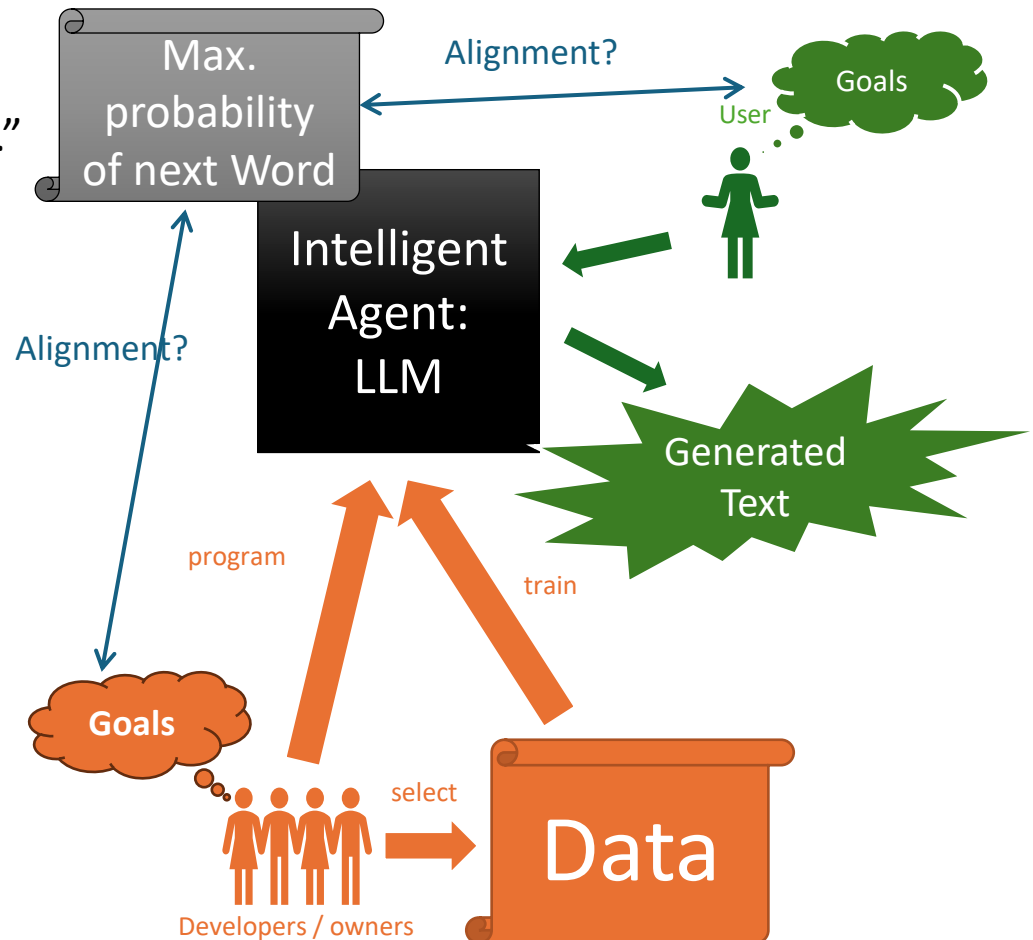 Max.
probability
of next Word
Alignment?
Goals
User
.”
Intelligent
Agent:
LLM
Alignment?
Generated
Text
program
train
Goals
select
Data
Developers / owners